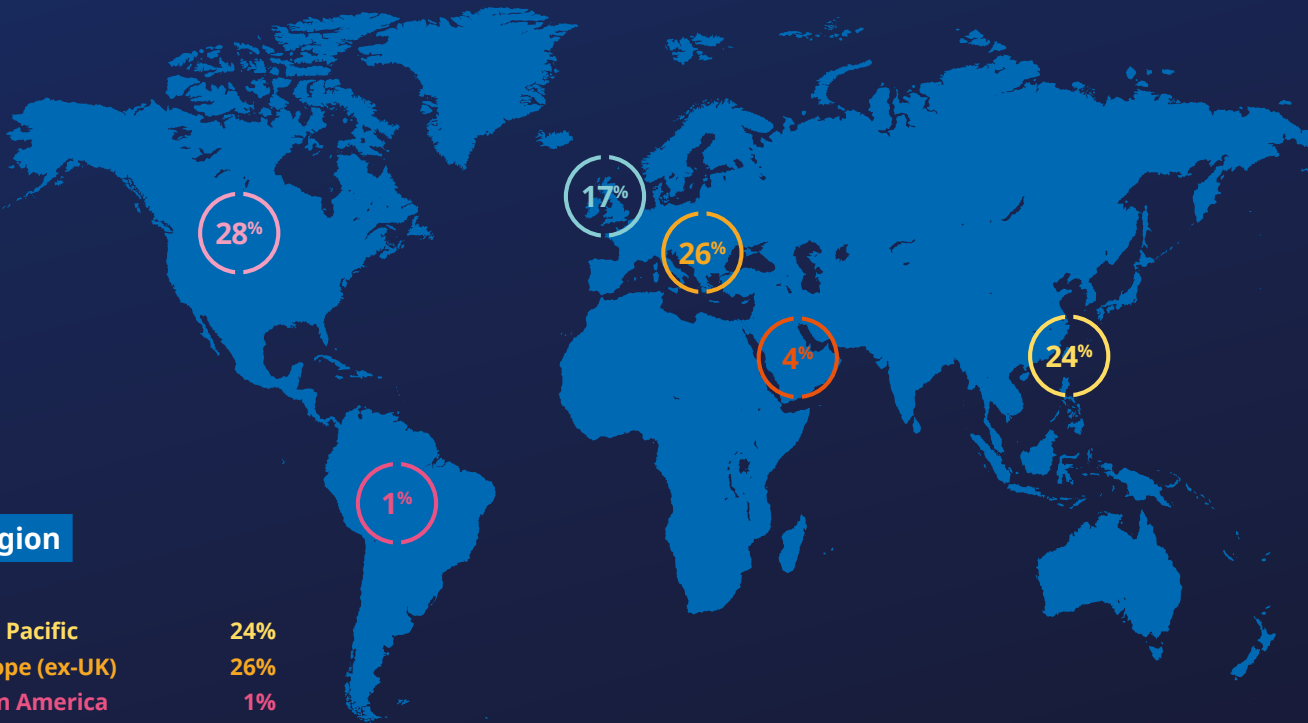 17%
28%
26%
4%
24%
1%
gion
Pacific 24%
ope (ex-UK) 26%
n America 1%